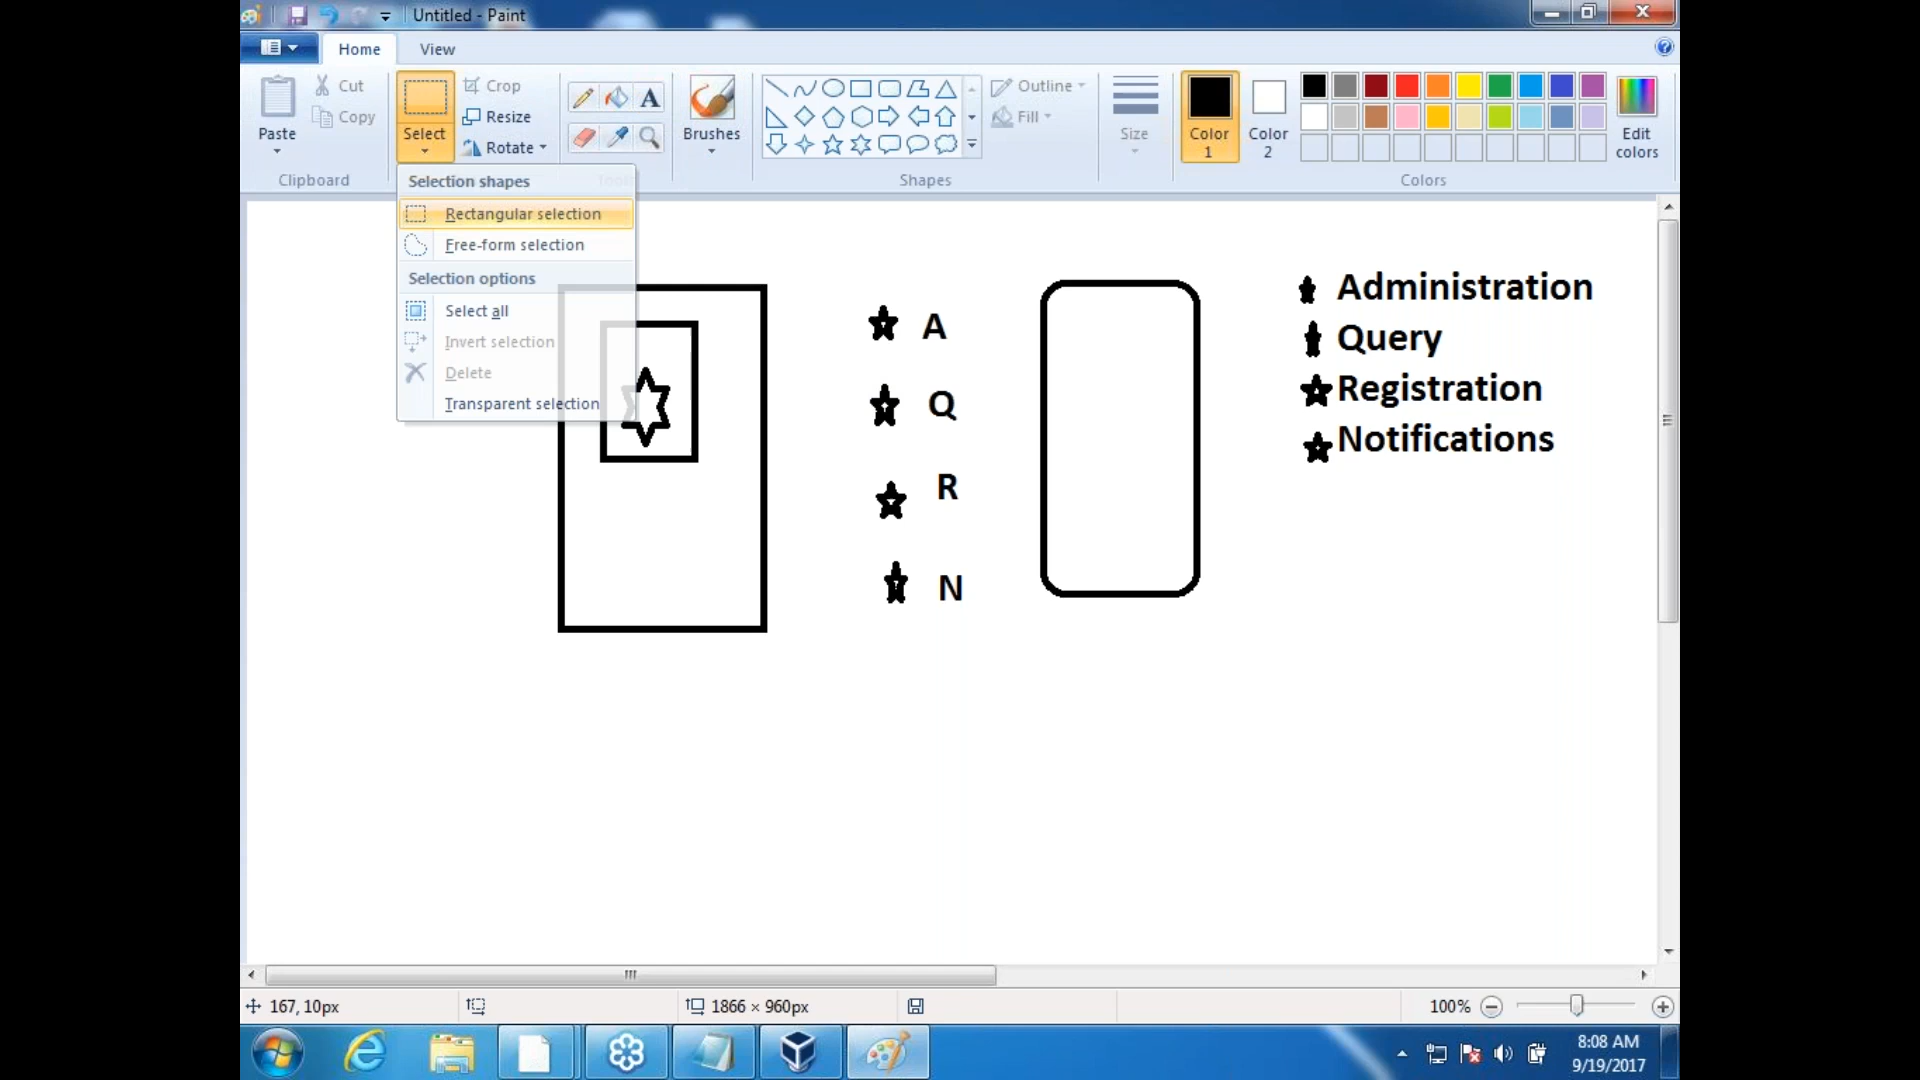 Untitled - Paint
Home View
Paste
Cut
Copy
Clipboard
Select
Crop
Resize
Rotate
Brushes
Shapes
Outline
Fill
Size
Color 1
Color 2
Edit colors
Colors
Selection shapes
Rectangular selection
Free-form selection
Selection options
Select all
Invert selection
Delete
Transparent selection
A
Q
R
N
Administration
Query
Registration
Notifications
167, 10px
1866 × 960px
100%
8:08 AM
9/19/2017